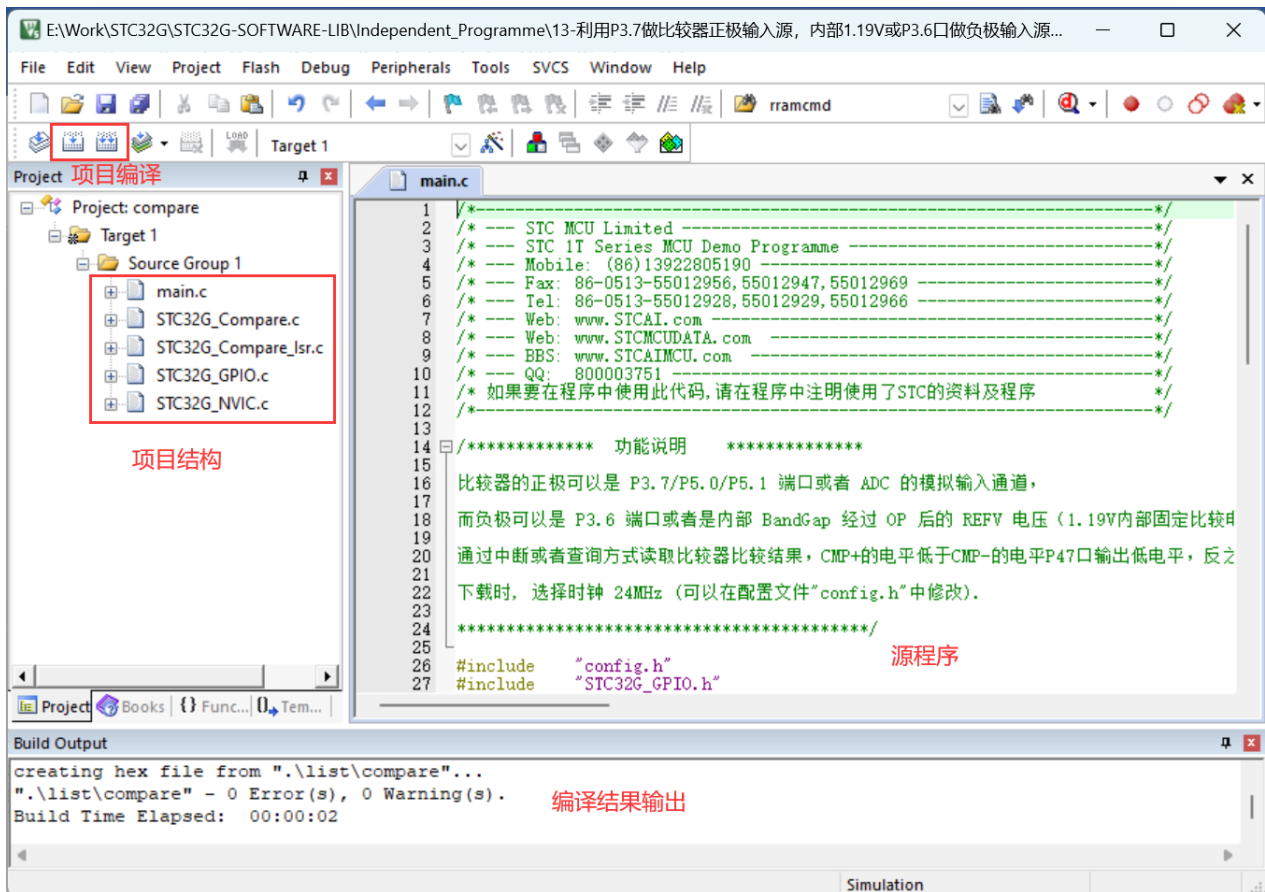 E:\Work\STC32G\STC32G-SOFTWARE-LIB\Independent_Programme\13-利用P3.7做比较器正极输入源，内部1.19V或P3.6口做负极输入源...
File Edit View Project Flash Debug Peripherals Tools SVCS Window Help
rramcmd
LOAD
Target 1
Project 项目编译
Project: compare
Target 1
Source Group 1
main.c
STC32G_Compare.c
STC32G_Compare_Isr.c
STC32G_GPIO.c
STC32G_NVIC.c
项目结构
Project Books {} Func... Tem...
main.c
1 /*---------------------------------------------------------------------*/
2 /* --- STC MCU Limited ------------------------------------------------*/
3 /* --- STC 1T Series MCU Demo Programme -------------------------------*/
4 /* --- Mobile: (86)13922805190 ----------------------------------------*/
5 /* --- Fax: 86-0513-55012956,55012947,55012969 ------------------------*/
6 /* --- Tel: 86-0513-55012928,55012929,55012966 ------------------------*/
7 /* --- Web: www.STCAI.com ---------------------------------------------*/
8 /* --- Web: www.STCMCUDATA.com  ---------------------------------------*/
9 /* --- BBS: www.STCAIMCU.com  -----------------------------------------*/
10 /* --- QQ:  800003751 -------------------------------------------------*/
11 /* 如果要在程序中使用此代码,请在程序中注明使用了STC的资料及程序            */
12 /*---------------------------------------------------------------------*/
13
14 /*************  功能说明    **************
15
16 比较器的正极可以是 P3.7/P5.0/P5.1 端口或者 ADC 的模拟输入通道，
17
18 而负极可以是 P3.6 端口或者是内部 BandGap 经过 OP 后的 REFV 电压（1.19V内部固定比较
19
20 通过中断或者查询方式读取比较器比较结果，CMP+的电平低于CMP-的电平P47口输出低电平，反之
21
22 下载时, 选择时钟 24MHz (可以在配置文件"config.h"中修改).
23
24 ******************************************/
25
源程序
26 #include    "config.h"
27 #include    "STC32G_GPIO.h"
Build Output
creating hex file from ".\list\compare"...
".\list\compare" - 0 Error(s), 0 Warning(s).
Build Time Elapsed:  00:00:02
编译结果输出
Simulation